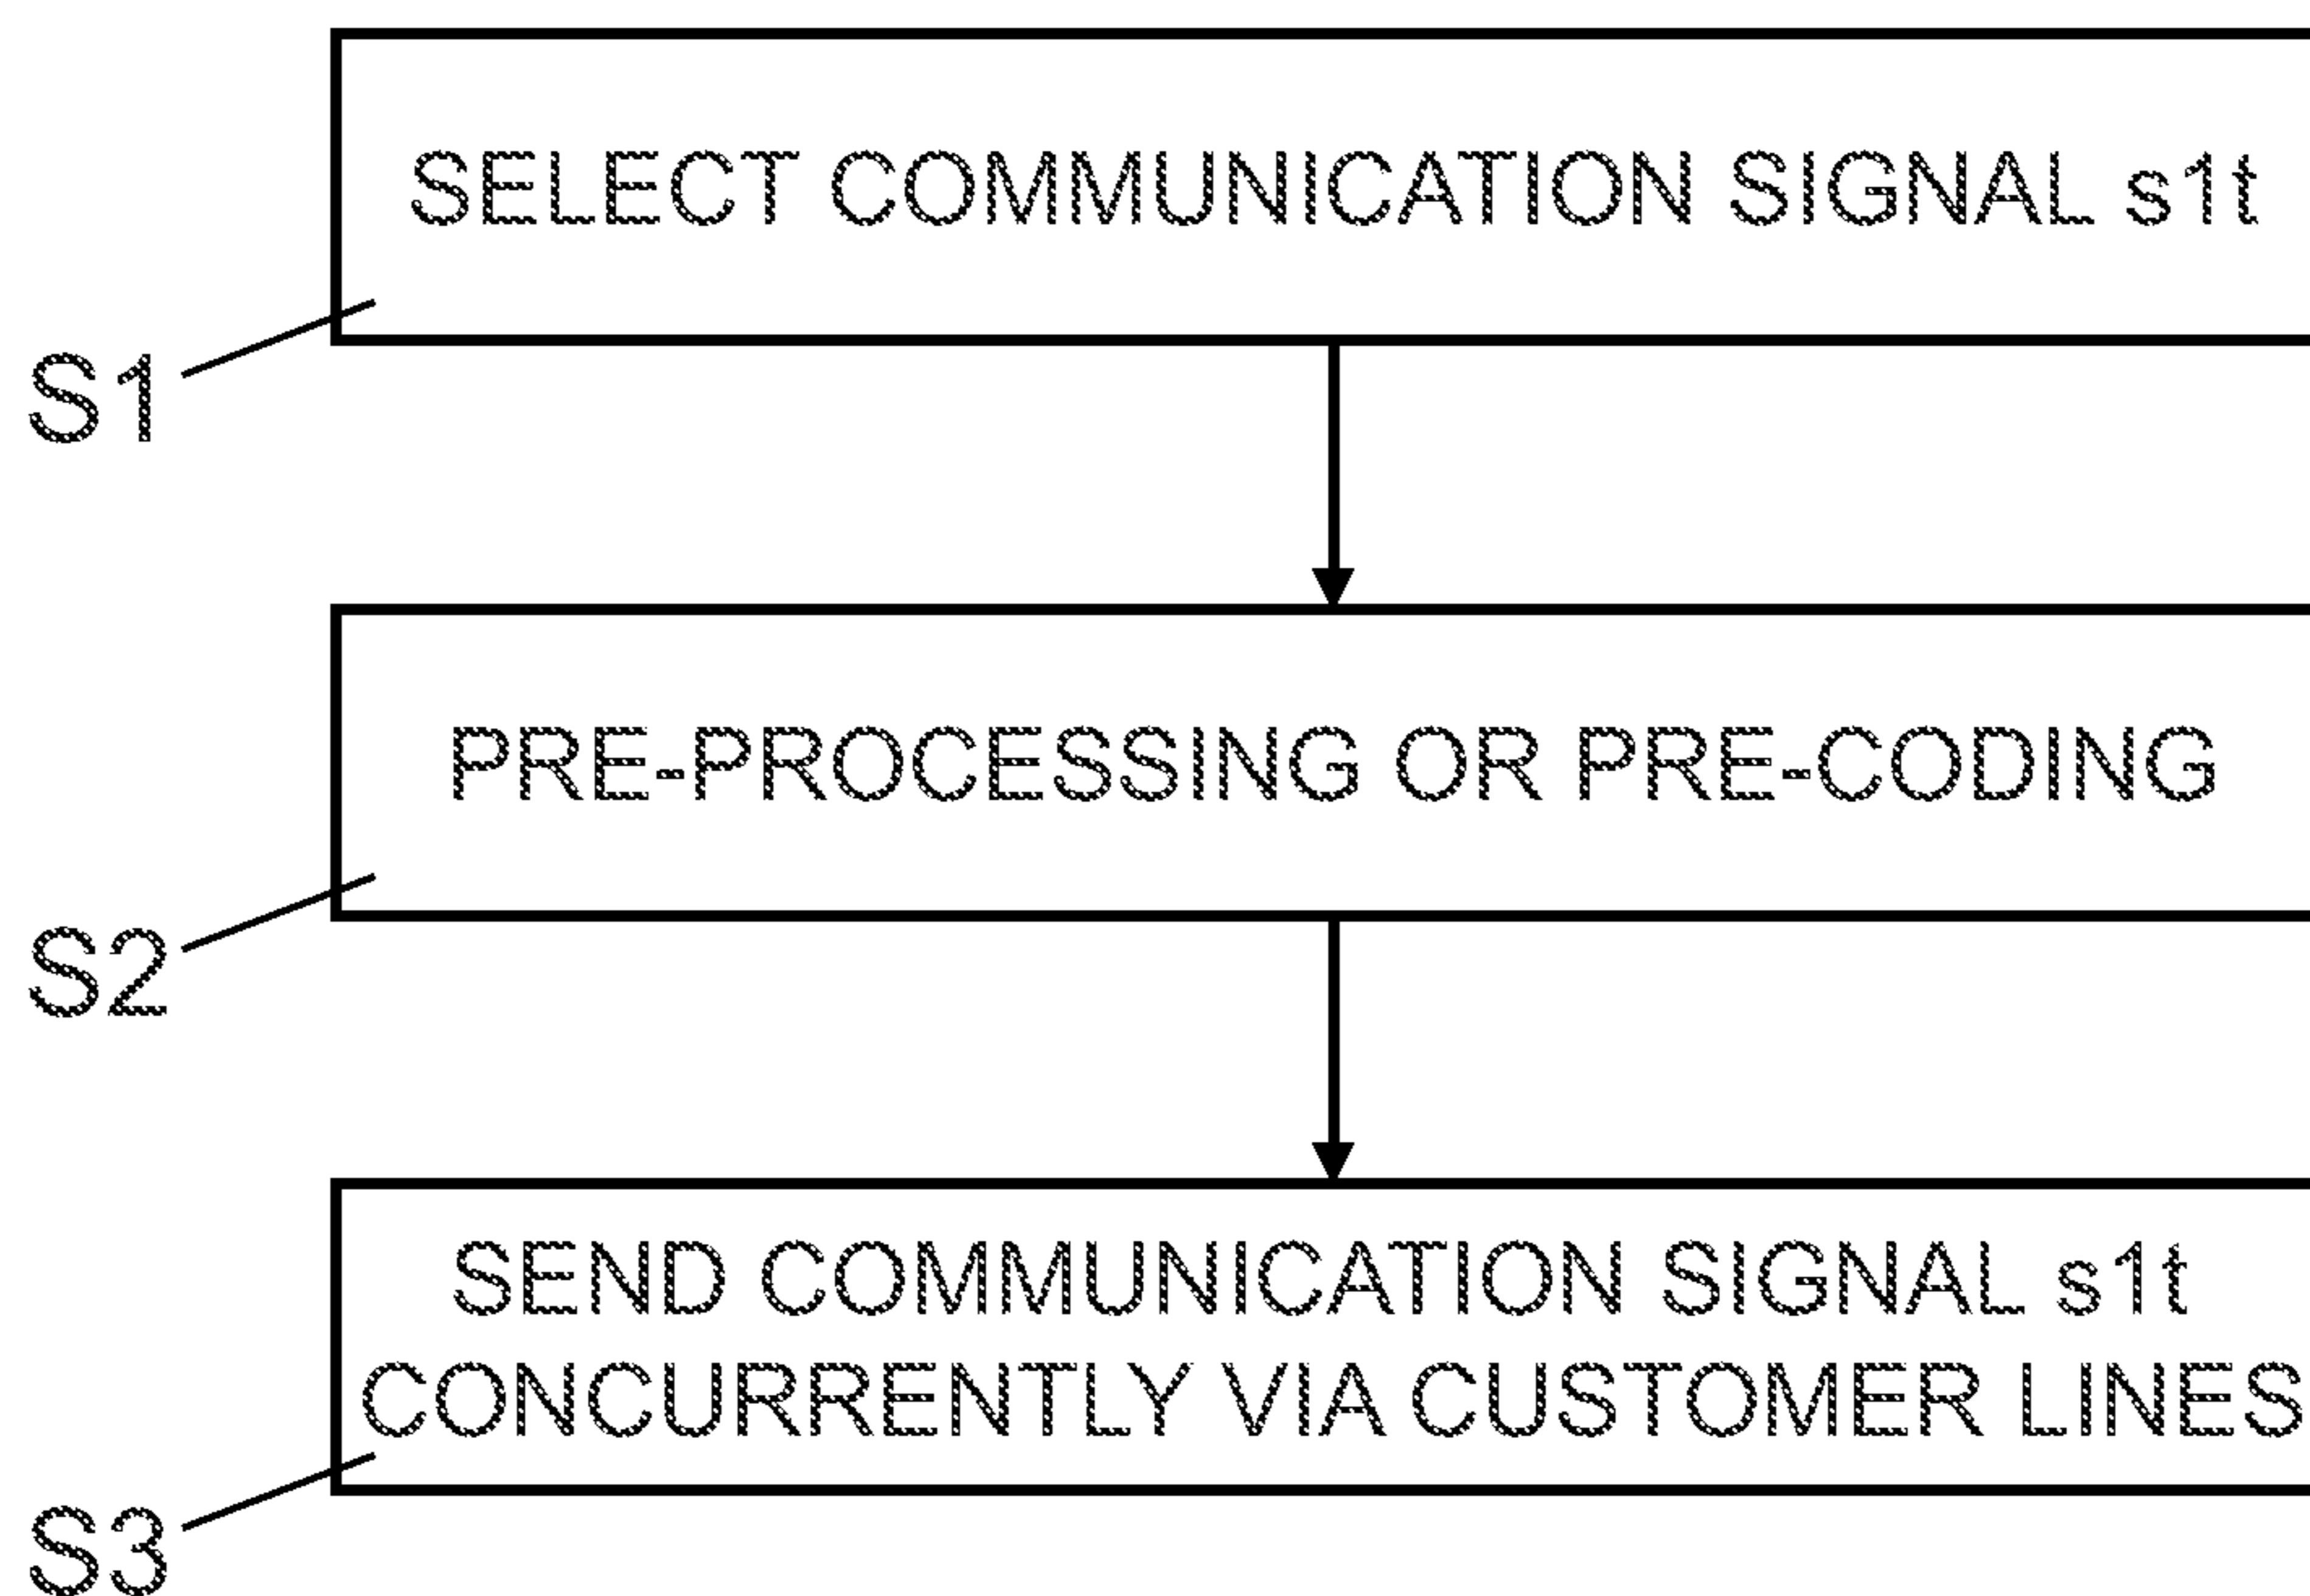 SELECT COMMUNICATION SIGNAL s1t
S1
PRE-PROCESSING OR PRE-CODING
S2
SEND COMMUNICATION SIGNAL s1t
CONCURRENTLY VIA CUSTOMER LINES
S3